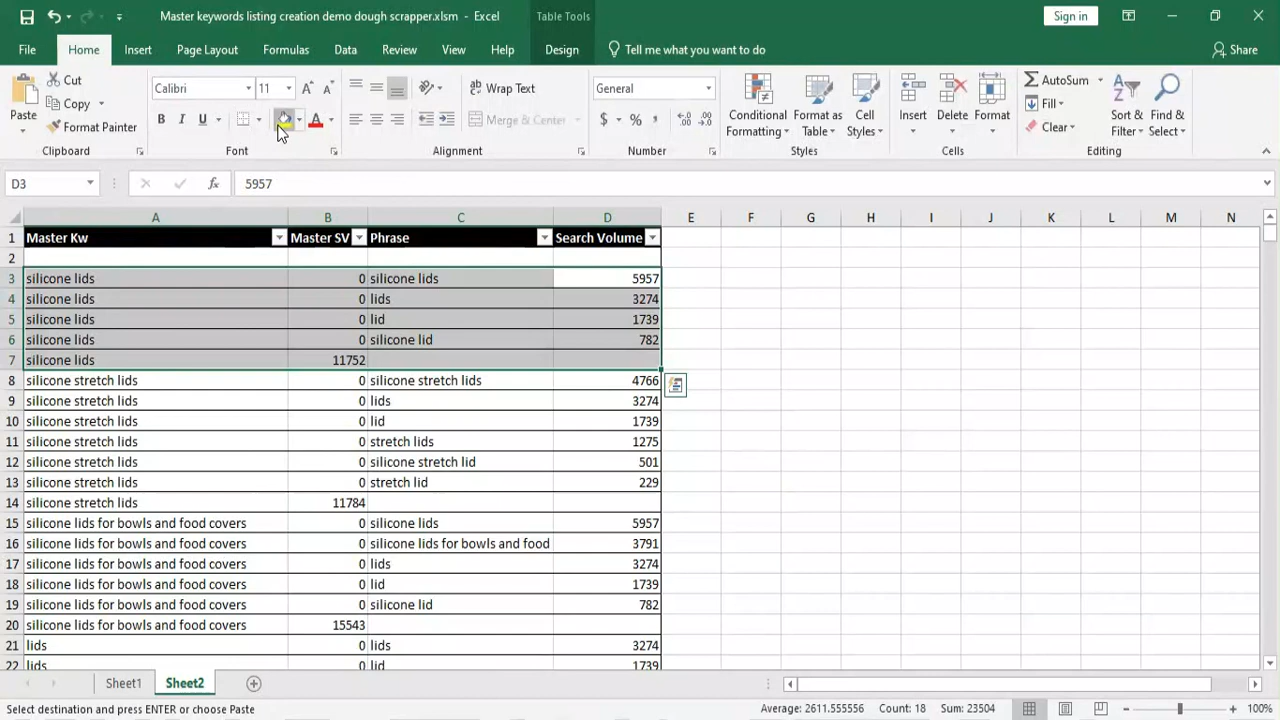 Master keywords listing creation demo dough scrapper.xlsm - Excel
Table Tools
Sign in
File Home Insert Page Layout Formulas Data Review View Help Design Tell me what you want to do Share
Paste
Cut
Copy
Format Painter
Clipboard
Calibri 11
B I U
Font
Wrap Text
Merge & Center
Alignment
General
$ % ,
Number
Conditional Formatting
Format as Table
Cell Styles
Styles
Insert Delete Format
Cells
AutoSum
Fill
Clear
Sort & Filter
Find & Select
Editing
D3 fx 5957
A B C D E F G H I J K L M N
1 Master Kw Master SV Phrase Search Volume
2
3 silicone lids 0 silicone lids 5957
4 silicone lids 0 lids 3274
5 silicone lids 0 lid 1739
6 silicone lids 0 silicone lid 782
7 silicone lids 11752
8 silicone stretch lids 0 silicone stretch lids 4766
9 silicone stretch lids 0 lids 3274
10 silicone stretch lids 0 lid 1739
11 silicone stretch lids 0 stretch lids 1275
12 silicone stretch lids 0 silicone stretch lid 501
13 silicone stretch lids 0 stretch lid 229
14 silicone stretch lids 11784
15 silicone lids for bowls and food covers 0 silicone lids 5957
16 silicone lids for bowls and food covers 0 silicone lids for bowls and food 3791
17 silicone lids for bowls and food covers 0 lids 3274
18 silicone lids for bowls and food covers 0 lid 1739
19 silicone lids for bowls and food covers 0 silicone lid 782
20 silicone lids for bowls and food covers 15543
21 lids 0 lids 3274
22 lids 0 lid 1739
Sheet1 Sheet2
Select destination and press ENTER or choose Paste Average: 2611.555556 Count: 18 Sum: 23504 100%